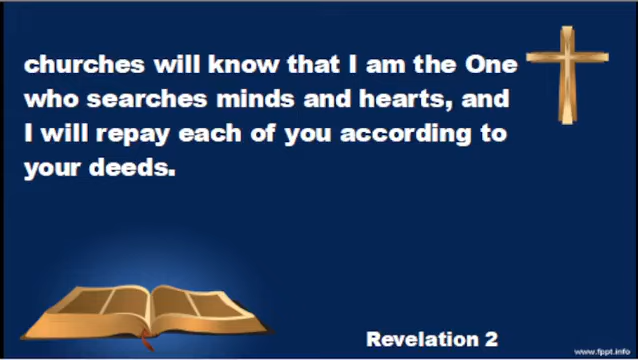 churches will know that I am the One
who searches minds and hearts, and
I will repay each of you according to
your deeds.
Revelation 2
www.fppt.info